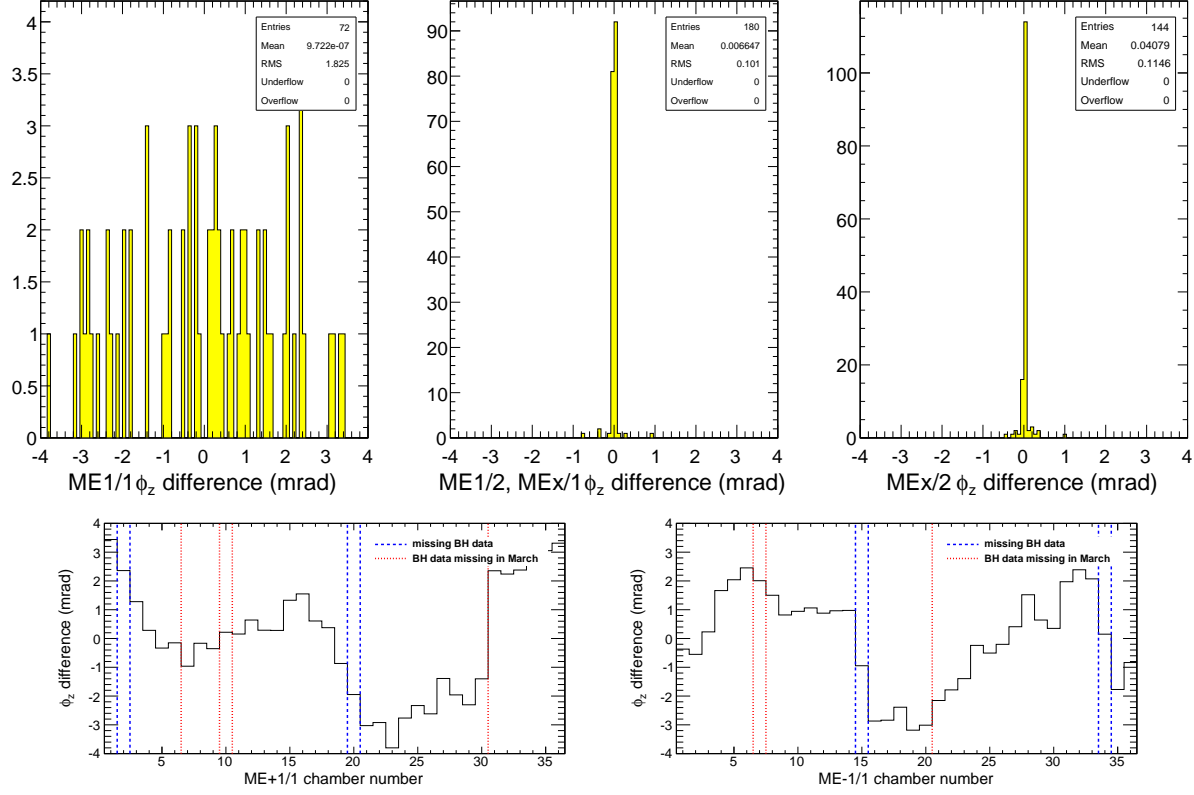 4
3.5
3
2.5
2
1.5
1
0.5
0
-4 -3 -2 -1 0 1 2 3 4
ME1/1 ϕz difference (mrad)
Entries 72
Mean 9.722e-07
RMS 1.825
Underflow 0
Overflow 0
90
80
70
60
50
40
30
20
10
0
-4 -3 -2 -1 0 1 2 3 4
ME1/2, MEx/1 ϕz difference (mrad)
Entries 180
Mean 0.006647
RMS 0.101
Underflow 0
Overflow 0
100
80
60
40
20
0
-4 -3 -2 -1 0 1 2 3 4
MEx/2 ϕz difference (mrad)
Entries 144
Mean 0.04079
RMS 0.1146
Underflow 0
Overflow 0
ϕz difference (mrad)
4
3
2
1
0
-1
-2
-3
-4
5 10 15 20 25 30 35
ME+1/1 chamber number
missing BH data
BH data missing in March
ϕz difference (mrad)
4
3
2
1
0
-1
-2
-3
-4
5 10 15 20 25 30 35
ME-1/1 chamber number
missing BH data
BH data missing in March